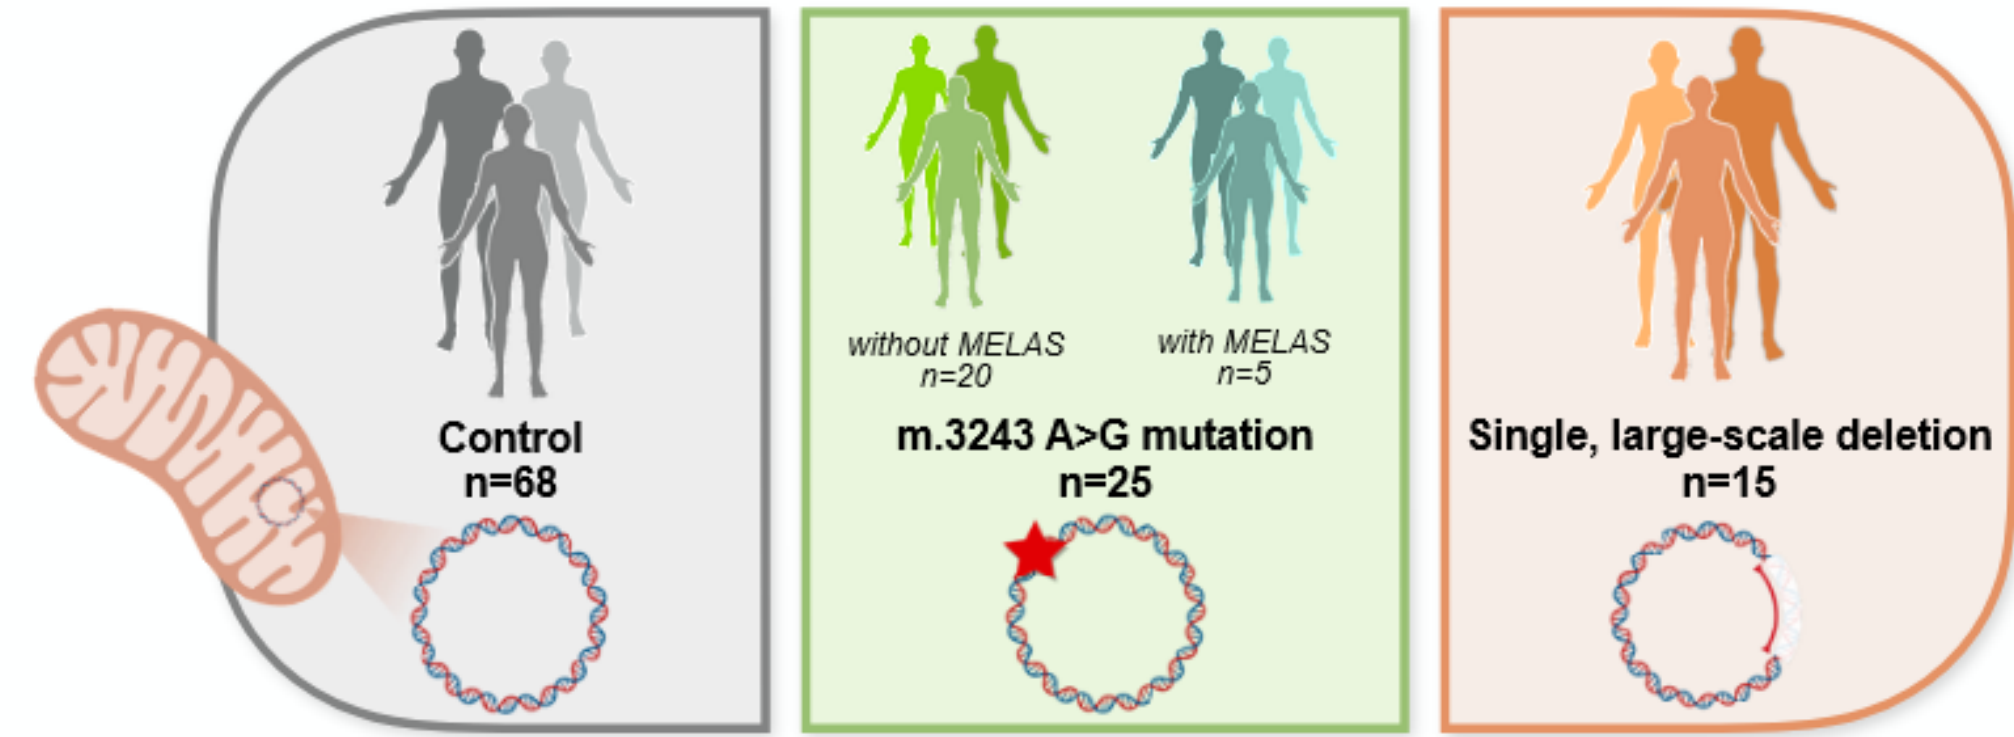 Control
n=68
without MELAS
n=20
with MELAS
n=5
m.3243 A>G mutation
n=25
Single, large-scale deletion
n=15